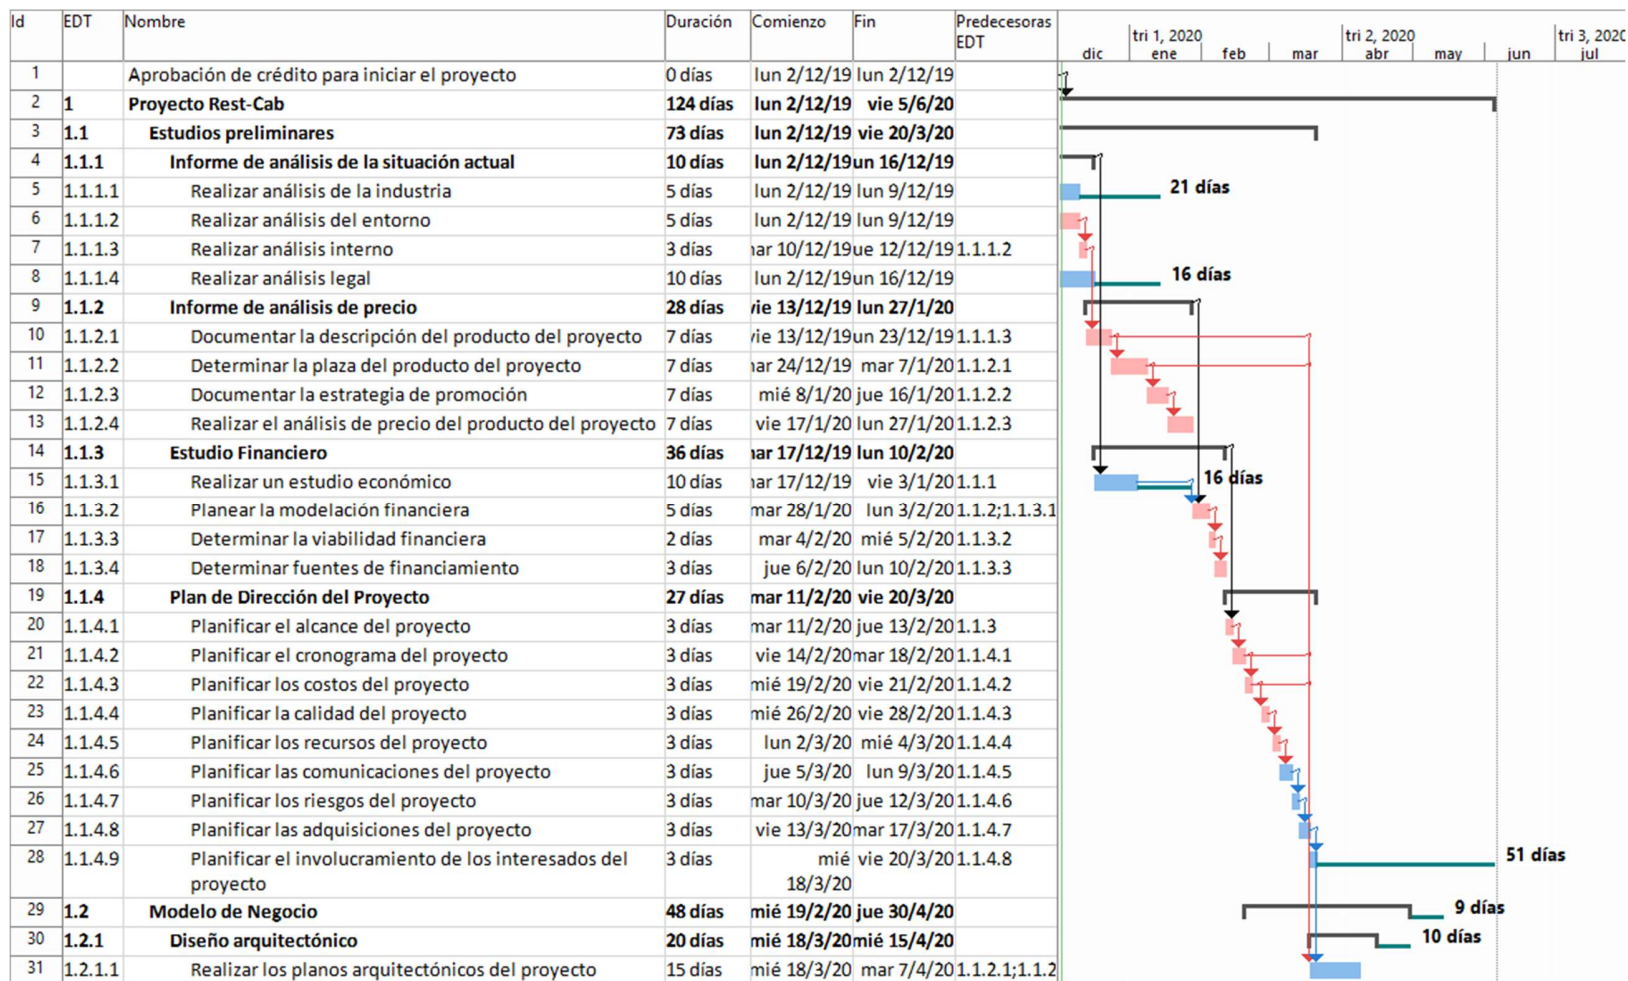 Id EDT Nombre Duración Comienzo Fin Predecesoras
EDT
tri 1, 2020 tri 2, 2020 tri 3, 2020
dic ene feb mar abr may jun jul
1 Aprobación de crédito para iniciar el proyecto 0 días lun 2/12/19 lun 2/12/19
2 1 Proyecto Rest-Cab 124 días lun 2/12/19 vie 5/6/20
3 1.1 Estudios preliminares 73 días lun 2/12/19 vie 20/3/20
4 1.1.1 Informe de análisis de la situación actual 10 días lun 2/12/19 un 16/12/19
5 1.1.1.1 Realizar análisis de la industria 5 días lun 2/12/19 lun 9/12/19 21 días
6 1.1.1.2 Realizar análisis del entorno 5 días lun 2/12/19 lun 9/12/19
7 1.1.1.3 Realizar análisis interno 3 días ar 10/12/19 ue 12/12/19 1.1.1.2
8 1.1.1.4 Realizar análisis legal 10 días lun 2/12/19 un 16/12/19 16 días
9 1.1.2 Informe de análisis de precio 28 días vie 13/12/19 lun 27/1/20
10 1.1.2.1 Documentar la descripción del producto del proyecto 7 días vie 13/12/19 un 23/12/19 1.1.1.3
11 1.1.2.2 Determinar la plaza del producto del proyecto 7 días ar 24/12/19 mar 7/1/20 1.1.2.1
12 1.1.2.3 Documentar la estrategia de promoción 7 días mié 8/1/20 jue 16/1/20 1.1.2.2
13 1.1.2.4 Realizar el análisis de precio del producto del proyecto 7 días vie 17/1/20 lun 27/1/20 1.1.2.3
14 1.1.3 Estudio Financiero 36 días ar 17/12/19 lun 10/2/20
15 1.1.3.1 Realizar un estudio económico 10 días ar 17/12/19 vie 3/1/20 1.1.1 16 días
16 1.1.3.2 Planear la modelación financiera 5 días mar 28/1/20 lun 3/2/20 1.1.2;1.1.3.1
17 1.1.3.3 Determinar la viabilidad financiera 2 días mar 4/2/20 mié 5/2/20 1.1.3.2
18 1.1.3.4 Determinar fuentes de financiamiento 3 días jue 6/2/20 lun 10/2/20 1.1.3.3
19 1.1.4 Plan de Dirección del Proyecto 27 días mar 11/2/20 vie 20/3/20
20 1.1.4.1 Planificar el alcance del proyecto 3 días mar 11/2/20 jue 13/2/20 1.1.3
21 1.1.4.2 Planificar el cronograma del proyecto 3 días vie 14/2/20 mar 18/2/20 1.1.4.1
22 1.1.4.3 Planificar los costos del proyecto 3 días mié 19/2/20 vie 21/2/20 1.1.4.2
23 1.1.4.4 Planificar la calidad del proyecto 3 días mié 26/2/20 vie 28/2/20 1.1.4.3
24 1.1.4.5 Planificar los recursos del proyecto 3 días lun 2/3/20 mié 4/3/20 1.1.4.4
25 1.1.4.6 Planificar las comunicaciones del proyecto 3 días jue 5/3/20 lun 9/3/20 1.1.4.5
26 1.1.4.7 Planificar los riesgos del proyecto 3 días mar 10/3/20 jue 12/3/20 1.1.4.6
27 1.1.4.8 Planificar las adquisiciones del proyecto 3 días vie 13/3/20 mar 17/3/20 1.1.4.7
28 1.1.4.9 Planificar el involucramiento de los interesados del 3 días mié vie 20/3/20 1.1.4.8 51 días
proyecto 18/3/20
29 1.2 Modelo de Negocio 48 días mié 19/2/20 jue 30/4/20 9 días
30 1.2.1 Diseño arquitectónico 20 días mié 18/3/20 mié 15/4/20 10 días
31 1.2.1.1 Realizar los planos arquitectónicos del proyecto 15 días mié 18/3/20 mar 7/4/20 1.1.2.1;1.1.2